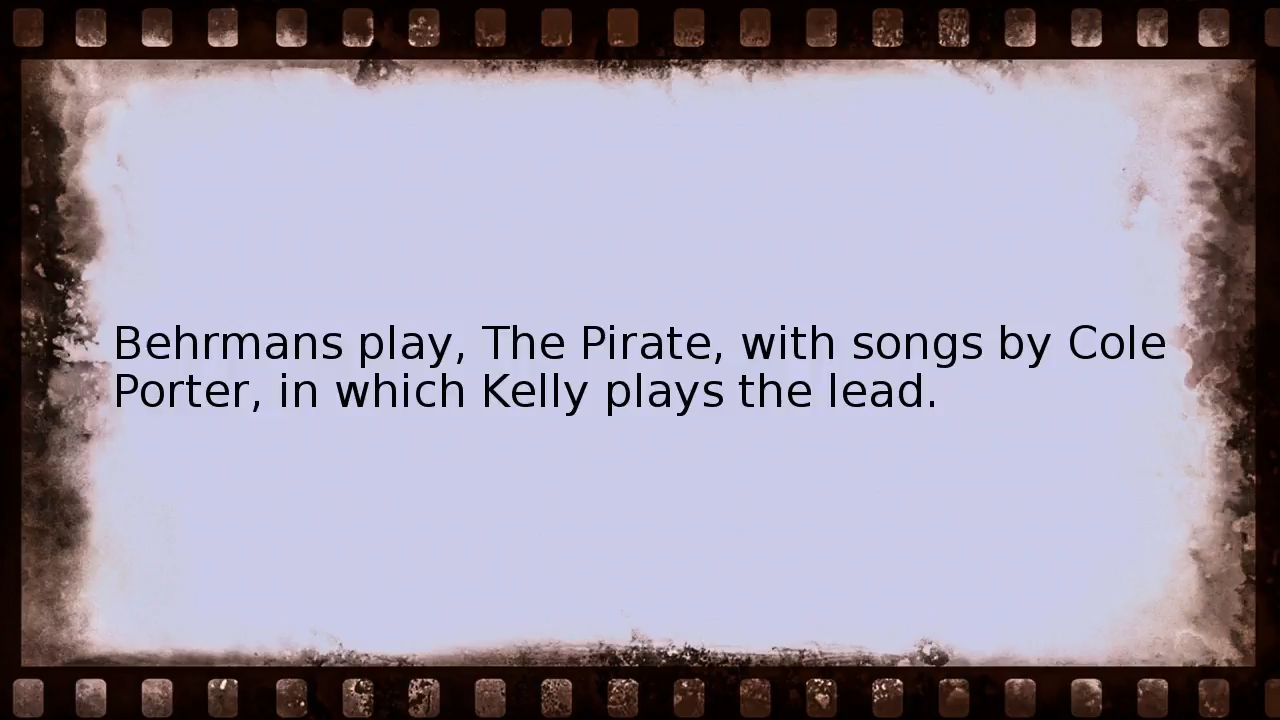 Behrmans play, The Pirate, with songs by Cole
Porter, in which Kelly plays the lead.